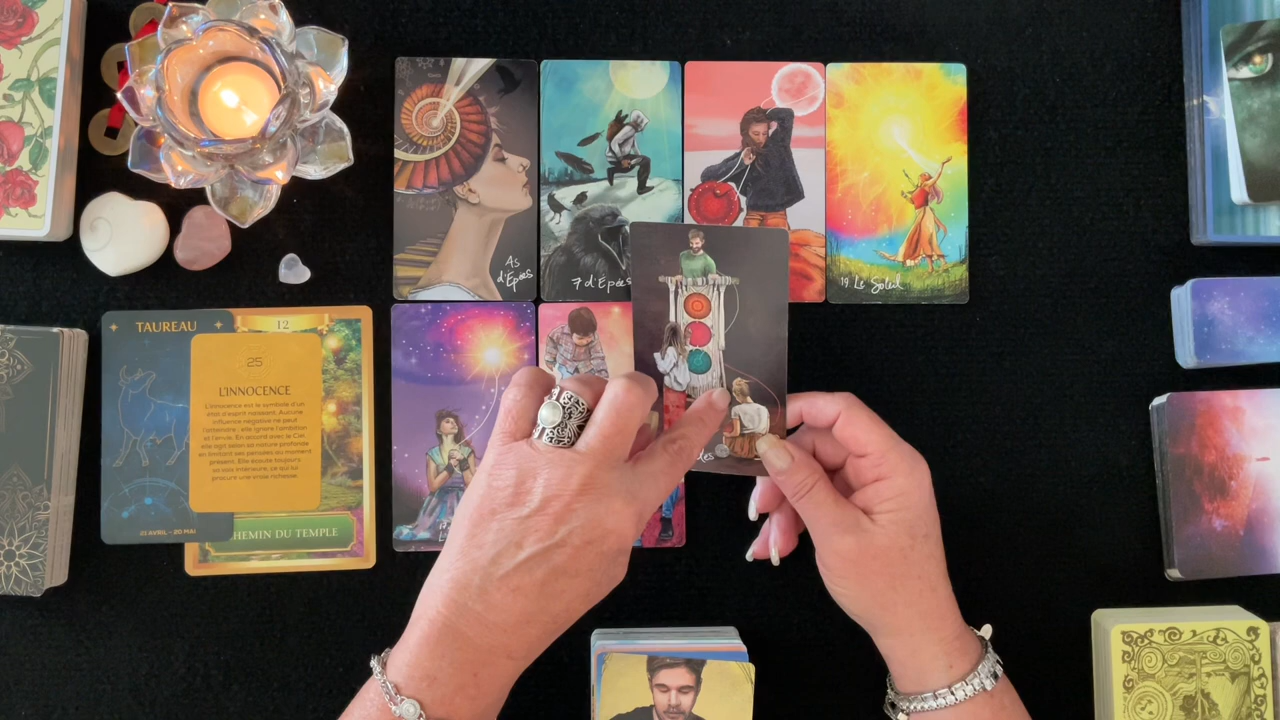 As
d'Epées
7 d'Épées
19. Le Soleil
TAUREAU
12
25
L'INNOCENCE
L'innocence est le symbole d'un
état d'esprit naissant. Aucune
influence négative ne peut
l'atteindre : elle ignore l'ambition
et l'envie. En accord avec le Ciel,
elle agit selon sa nature profonde
en limitant ses pensées au moment
présent. Elle écoute toujours
sa voix intérieure, ce qui lui
procure une vraie richesse.
HEMIN DU TEMPLE
21 AVRIL - 20 MAI